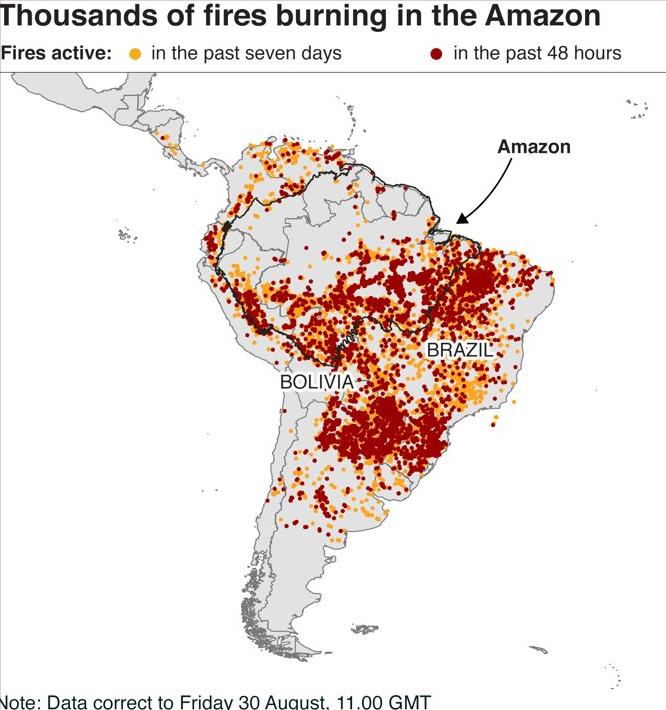 Thousands of fires burning in the Amazon
Fires active: in the past seven days in the past 48 hours
Amazon
BRAZIL
BOLIVIA
Note: Data correct to Friday 30 August, 11.00 GMT